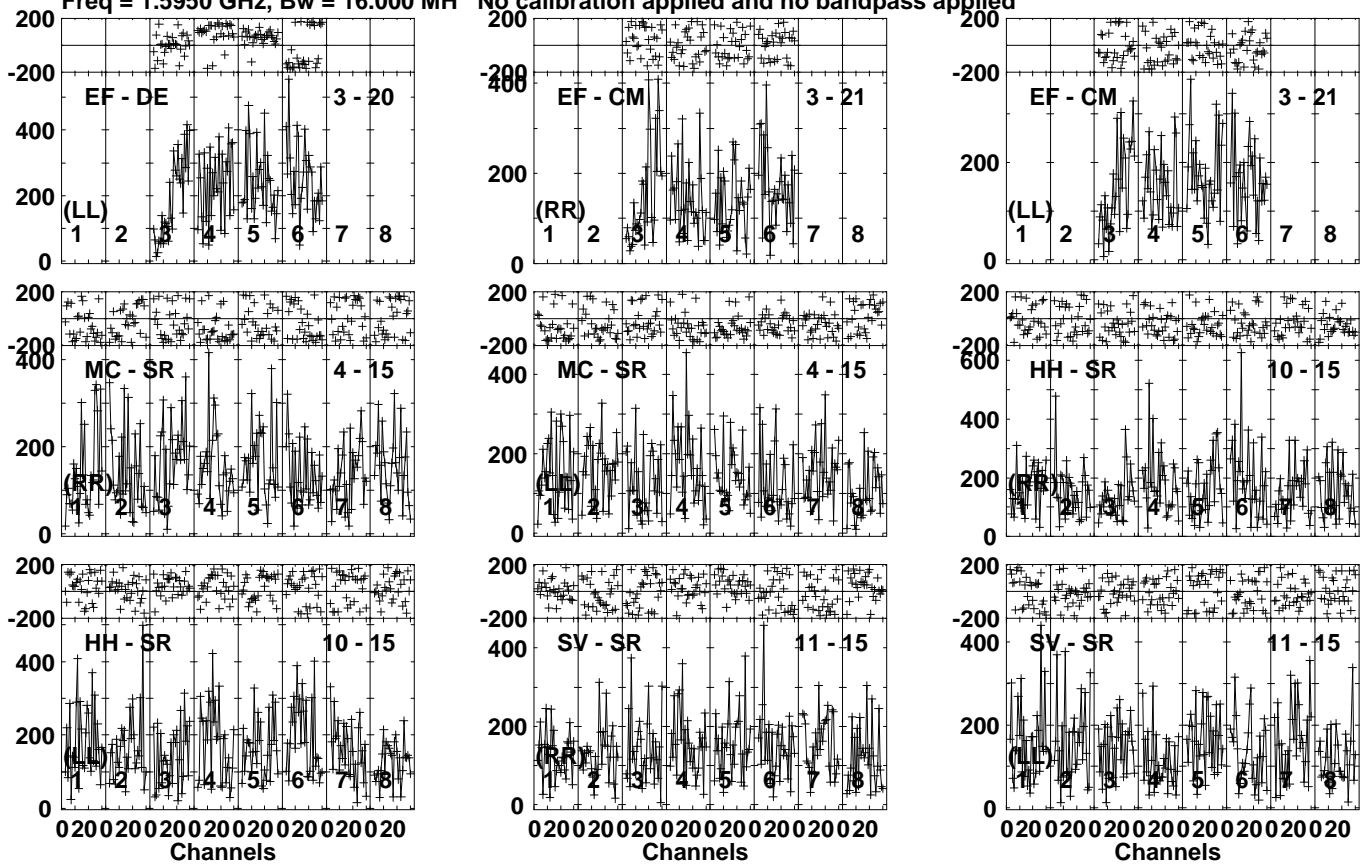 Freq = 1.5950 GHz, Bw = 16.000 MH No calibration applied and no bandpass applied
200
-200
EF - DE 3 - 20
400
200
(LL)
1 2 3 4 5 6 7 8
0
200
-200
400
EF - CM 3 - 21
200
(RR)
1 2 3 4 5 6 7 8
0
200
-200
EF - CM 3 - 21
200
(LL)
1 2 3 4 5 6 7 8
0
200
-200
400
MC - SR 4 - 15
200
(RR)
1 2 3 4 5 6 7 8
0
200
-200
MC - SR 4 - 15
400
200
(LL)
1 2 3 4 5 6 7 8
0
200
-200
600
HH - SR 10 - 15
400
200
(RR)
1 2 3 4 5 6 7 8
0
200
-200
HH - SR 10 - 15
400
200
(LL)
1 2 3 4 5 6 7 8
0
020020020020020020020020
Channels
200
-200
SV - SR 11 - 15
400
200
(RR)
1 2 3 4 5 6 7 8
0
020020020020020020020020
Channels
200
-200
SV - SR 11 - 15
400
200
(LL)
1 2 3 4 5 6 7 8
0
020020020020020020020020
Channels